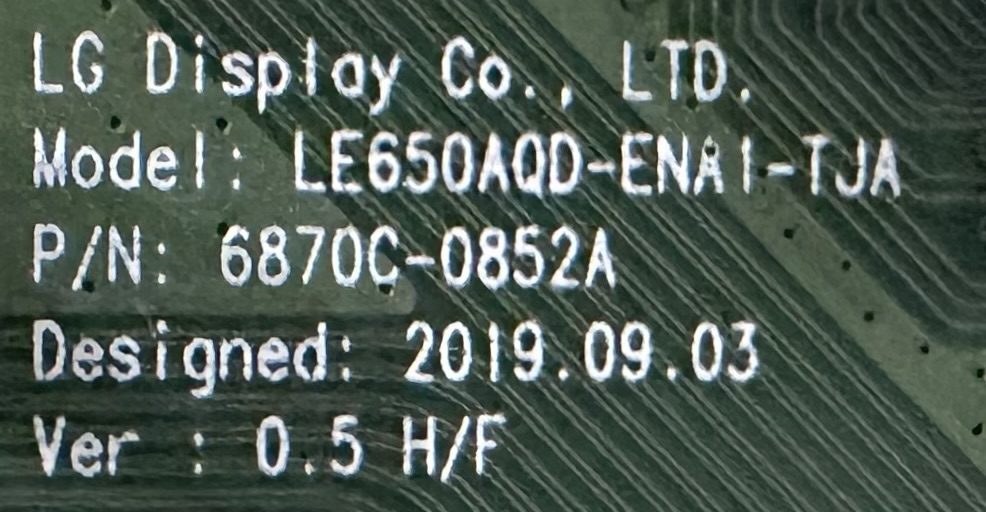 LG Display Co., LTD.
Model: LE650AQD-ENA1-TJA
P/N: 6870C-0852A
Designed: 2019.09.03
Ver : 0.5 H/F